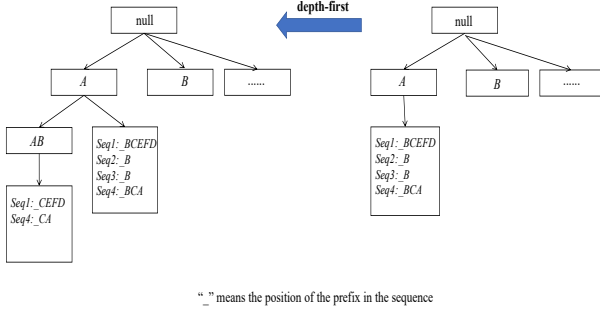 depth-first
null
A
B
......
AB
Seq1:_BCEFD
Seq2:_B
Seq3:_B
Seq4:_BCA
Seq1:_CEFD
Seq4:_CA
null
A
B
......
Seq1:_BCEFD
Seq2:_B
Seq3:_B
Seq4:_BCA
“_” means the position of the prefix in the sequence